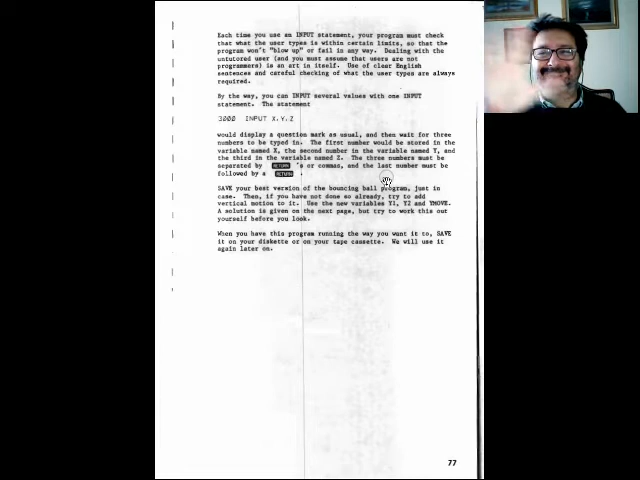 Each time you use an INPUT statement, your program must check
that what the user types is within certain limits, so that the
program won't "blow up" or fail in any way. Dealing with the
untutored user (and you must assume that users are not
programmers) is an art in itself. Use of clear English
sentences and careful checking of what the user types are always
required.
By the way, you can INPUT several values with one INPUT
statement. The statement
3000 INPUT X,Y,Z
would display a question mark as usual, and then wait for three
numbers to be typed in. The first number would be stored in the
variable named X, the second number in the variable named Y, and
the third in the variable named Z. The three numbers must be
separated by RETURN 's or commas, and the last number must be
followed by a RETURN .
SAVE your best version of the bouncing ball program, just in
case. Then, if you have not done so already, try to add
vertical motion to it. Use the new variables Y1, Y2 and YMOVE.
A solution is given on the next page, but try to work this out
yourself before you look.
When you have this program running the way you want it to, SAVE
it on your diskette or on your tape cassette. We will use it
again later on.
77